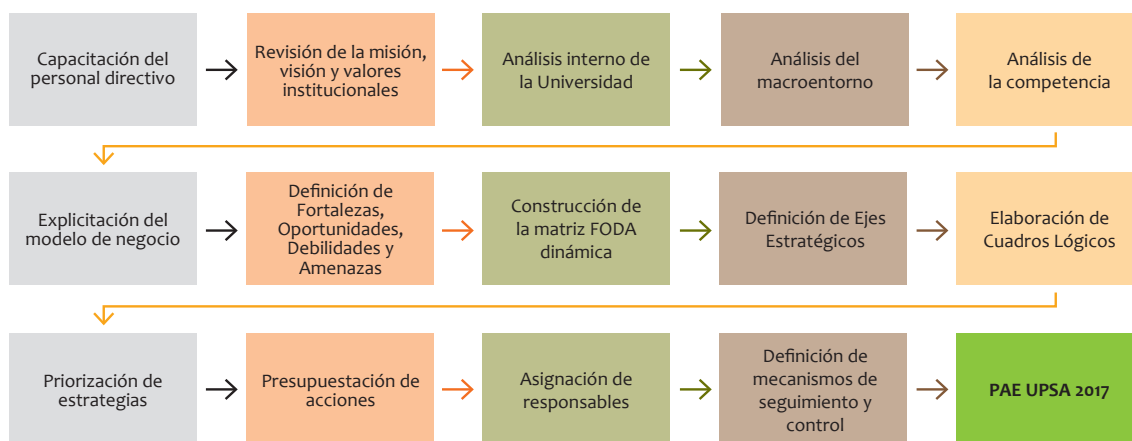 Capacitación del
personal directivo
Revisión de la misión,
visión y valores
institucionales
Análisis interno de
la Universidad
Análisis del
macroentorno
Análisis de
la competencia
Explicitación del
modelo de negocio
Definición de
Fortalezas,
Oportunidades,
Debilidades y
Amenazas
Construcción de
la matriz FODA
dinámica
Definición de Ejes
Estratégicos
Elaboración de
Cuadros Lógicos
Priorización de
estrategias
Presupuestación de
acciones
Asignación de
responsables
Definición de
mecanismos de
seguimiento y
control
PAE UPSA 2017